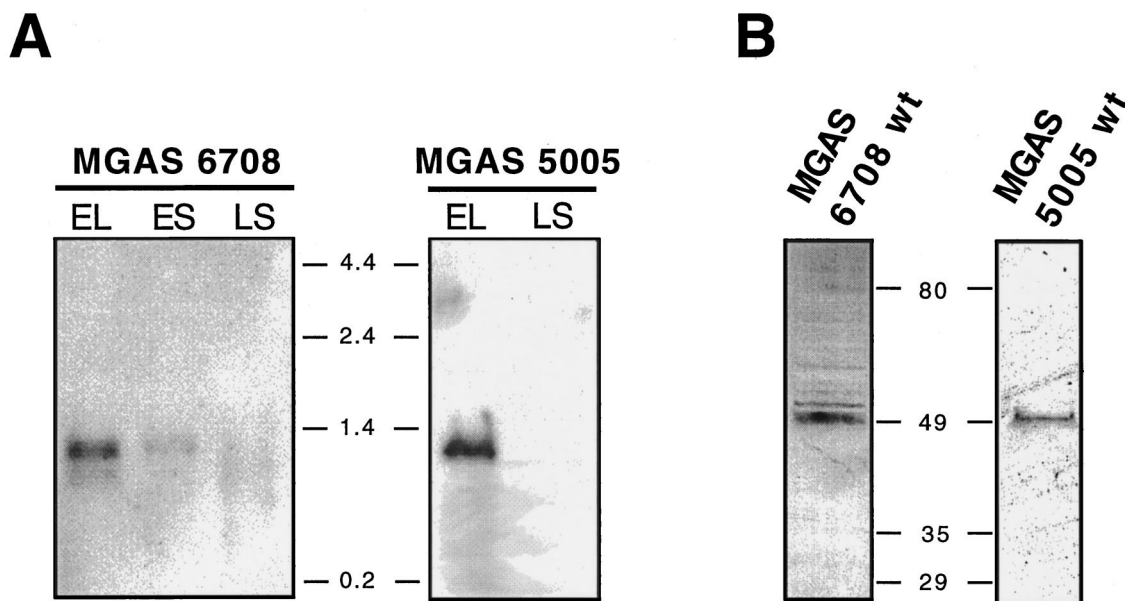 A
B
MGAS 6708
MGAS 5005
EL ES LS
EL LS
— 4.4 —
— 2.4 —
— 1.4 —
— 0.2 —
MGAS
6708 wt
MGAS
5005 wt
— 80 —
— 49 —
— 35 —
— 29 —